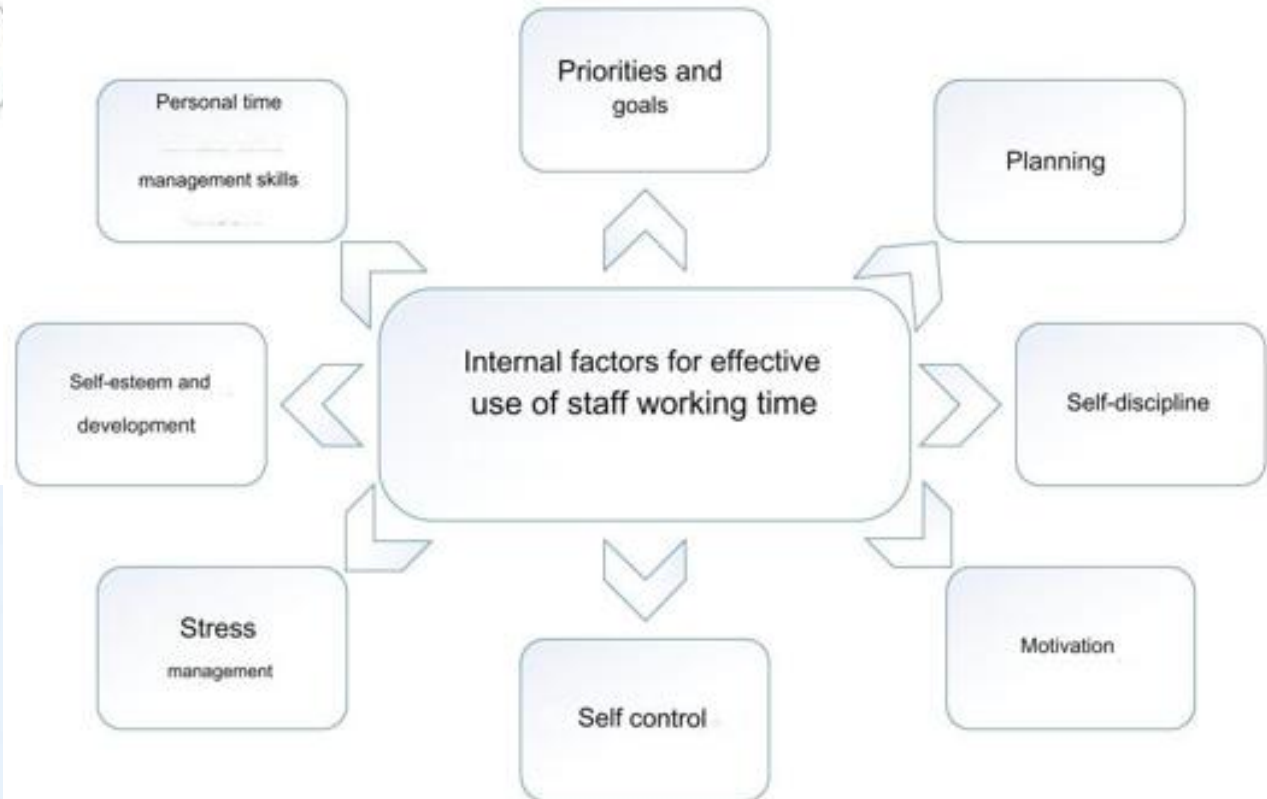 Priorities and
goals
Personal time
management skills
Planning
Internal factors for effective
use of staff working time
Self-esteem and
development
Self-discipline
Stress
management
Motivation
Self control